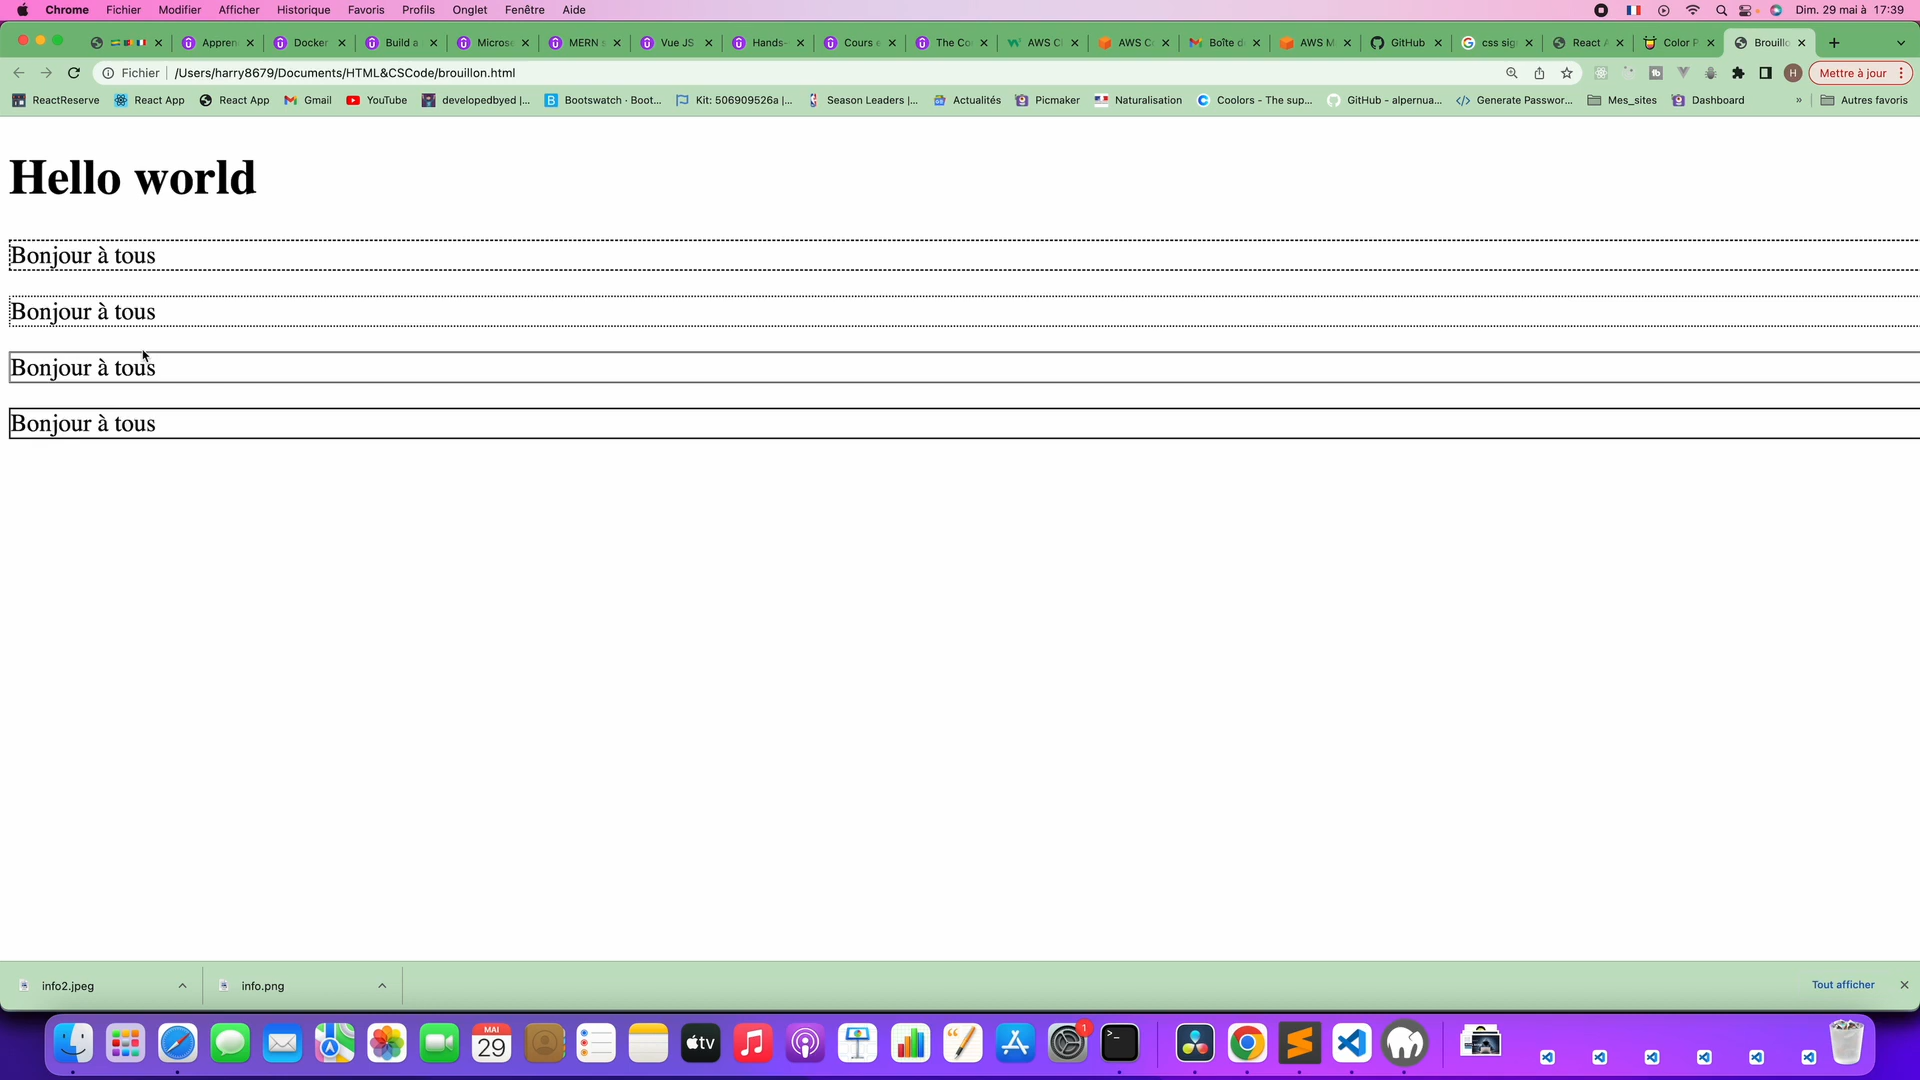 Chrome Fichier Modifier Afficher Historique Favoris Profils Onglet Fenêtre Aide Dim. 29 mai à 17:39
Appren Docker Build a Micros MERN s Vue JS Hands- Cours e The Co AWS Cl AWS C Boîte d AWS M GitHub css sig React A Color P Brouillo
Fichier /Users/harry8679/Documents/HTML&CSCode/brouillon.html H Mettre à jour
ReactReserve React App React App Gmail YouTube developedbyed |... Bootswatch · Boot... Kit: 506909526a |... Season Leaders |... Actualités Picmaker Naturalisation Coolors - The sup... GitHub - alpernua... Generate Passwor... Mes_sites Dashboard » Autres favoris
Hello world
Bonjour à tous
Bonjour à tous
Bonjour à tous
Bonjour à tous
info2.jpeg info.png Tout afficher
MAI
29
tv
1